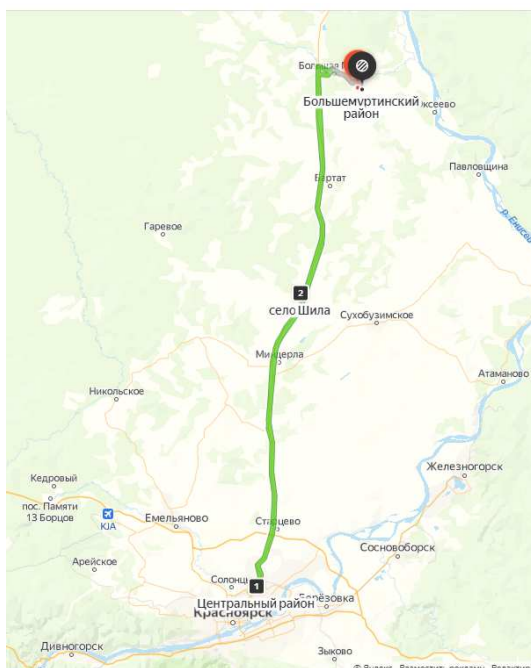 Большемуртинский
район
Павловщина
Бартат
р. Енисей
Гаревое
2
село Шила
Сухобузимское
Миндерла
Атаманово
Никольское
Железногорск
Кедровый
пос. Памяти
13 Борцов
KJA
Емельяново
Старцево
Сосновоборск
Арейское
1
Центральный район
Берёзовка
Красноярск
Дивногорск
Зыково